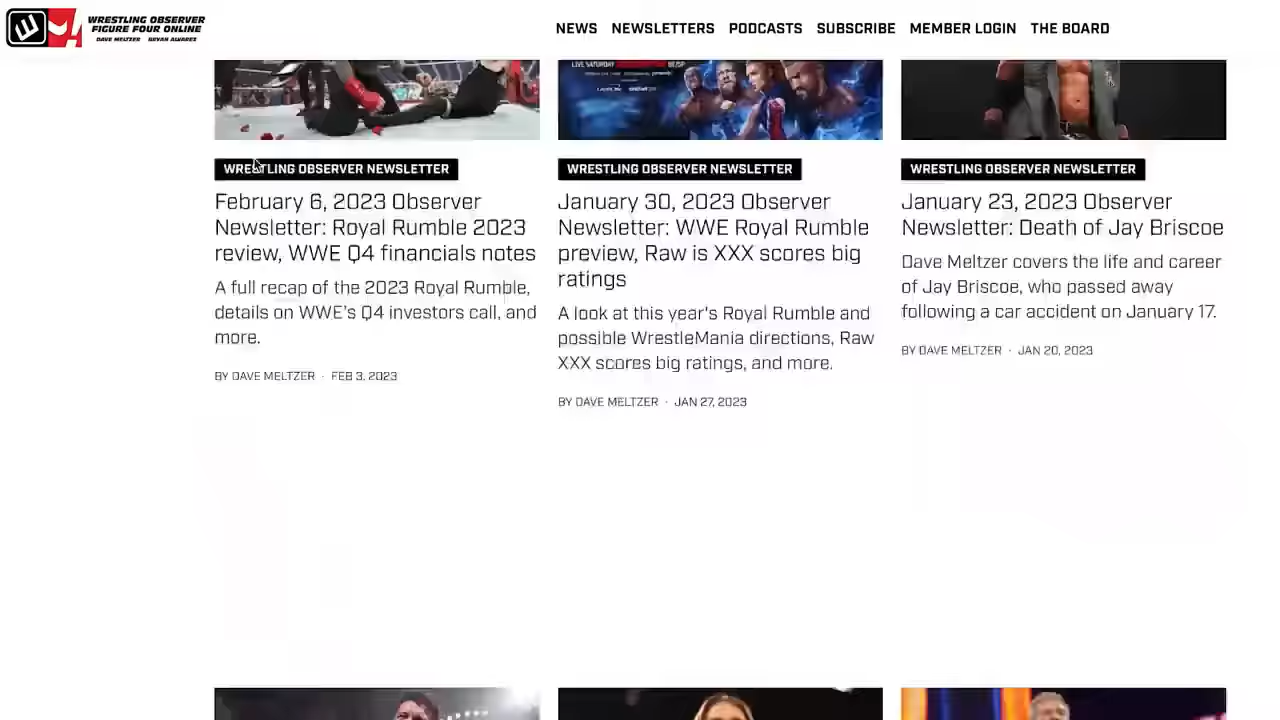 WRESTLING OBSERVER
FIGURE FOUR ONLINE
DAVE MELTZER BRYAN ALVAREZ
NEWS NEWSLETTERS PODCASTS SUBSCRIBE MEMBER LOGIN THE BOARD
LIVE SATURDAY
WRESTLING OBSERVER NEWSLETTER
February 6, 2023 Observer
Newsletter: Royal Rumble 2023
review, WWE Q4 financials notes
A full recap of the 2023 Royal Rumble,
details on WWE's Q4 investors call, and
more.
BY DAVE MELTZER · FEB 3, 2023
WRESTLING OBSERVER NEWSLETTER
January 30, 2023 Observer
Newsletter: WWE Royal Rumble
preview, Raw is XXX scores big
ratings
A look at this year's Royal Rumble and
possible WrestleMania directions, Raw
XXX scores big ratings, and more.
BY DAVE MELTZER · JAN 27, 2023
WRESTLING OBSERVER NEWSLETTER
January 23, 2023 Observer
Newsletter: Death of Jay Briscoe
Dave Meltzer covers the life and career
of Jay Briscoe, who passed away
following a car accident on January 17.
BY DAVE MELTZER · JAN 20, 2023